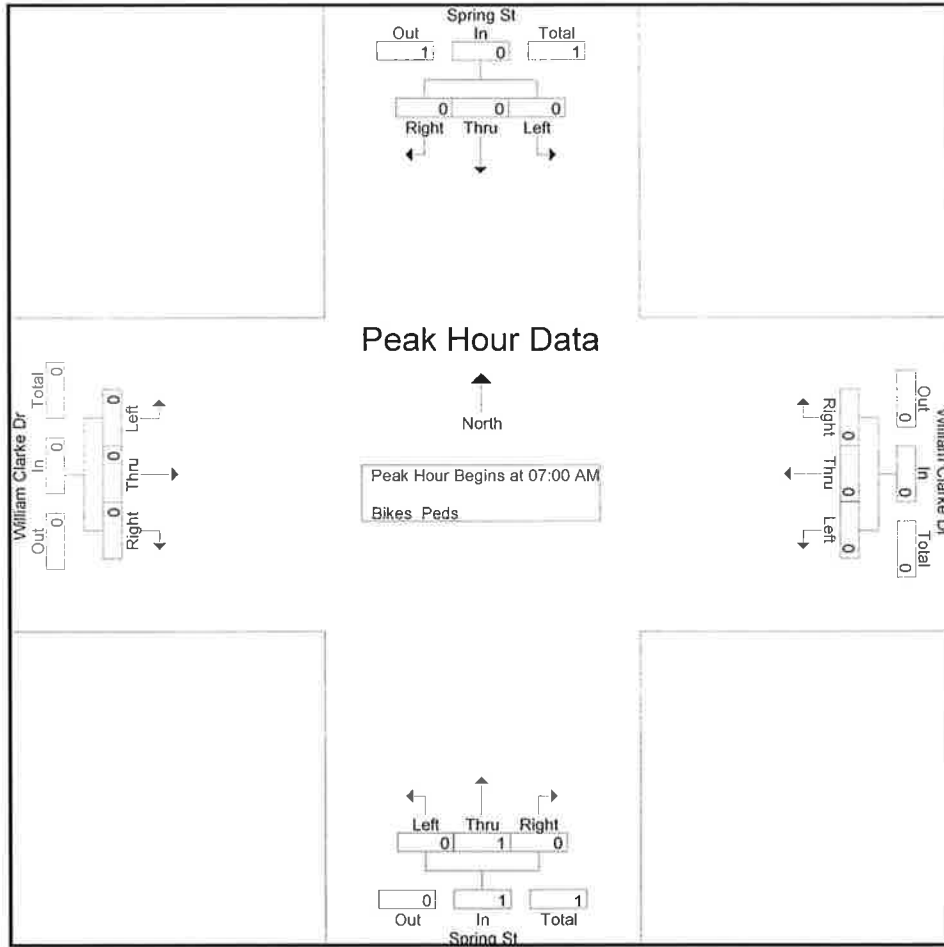 Spring St
Out In Total
1 0 1
0 0 0
Right Thru Left
Peak Hour Data
North
Peak Hour Begins at 07:00 AM
Bikes Peds
William Clarke Dr
Out In Total
0 0 0
Right Thru Left
0 0 0
William Clarke Dr
Out In Total
0 0 0
Left Thru Right
0 0 0
Left Thru Right
0 1 0
0 1 1
Out In Total
Spring St